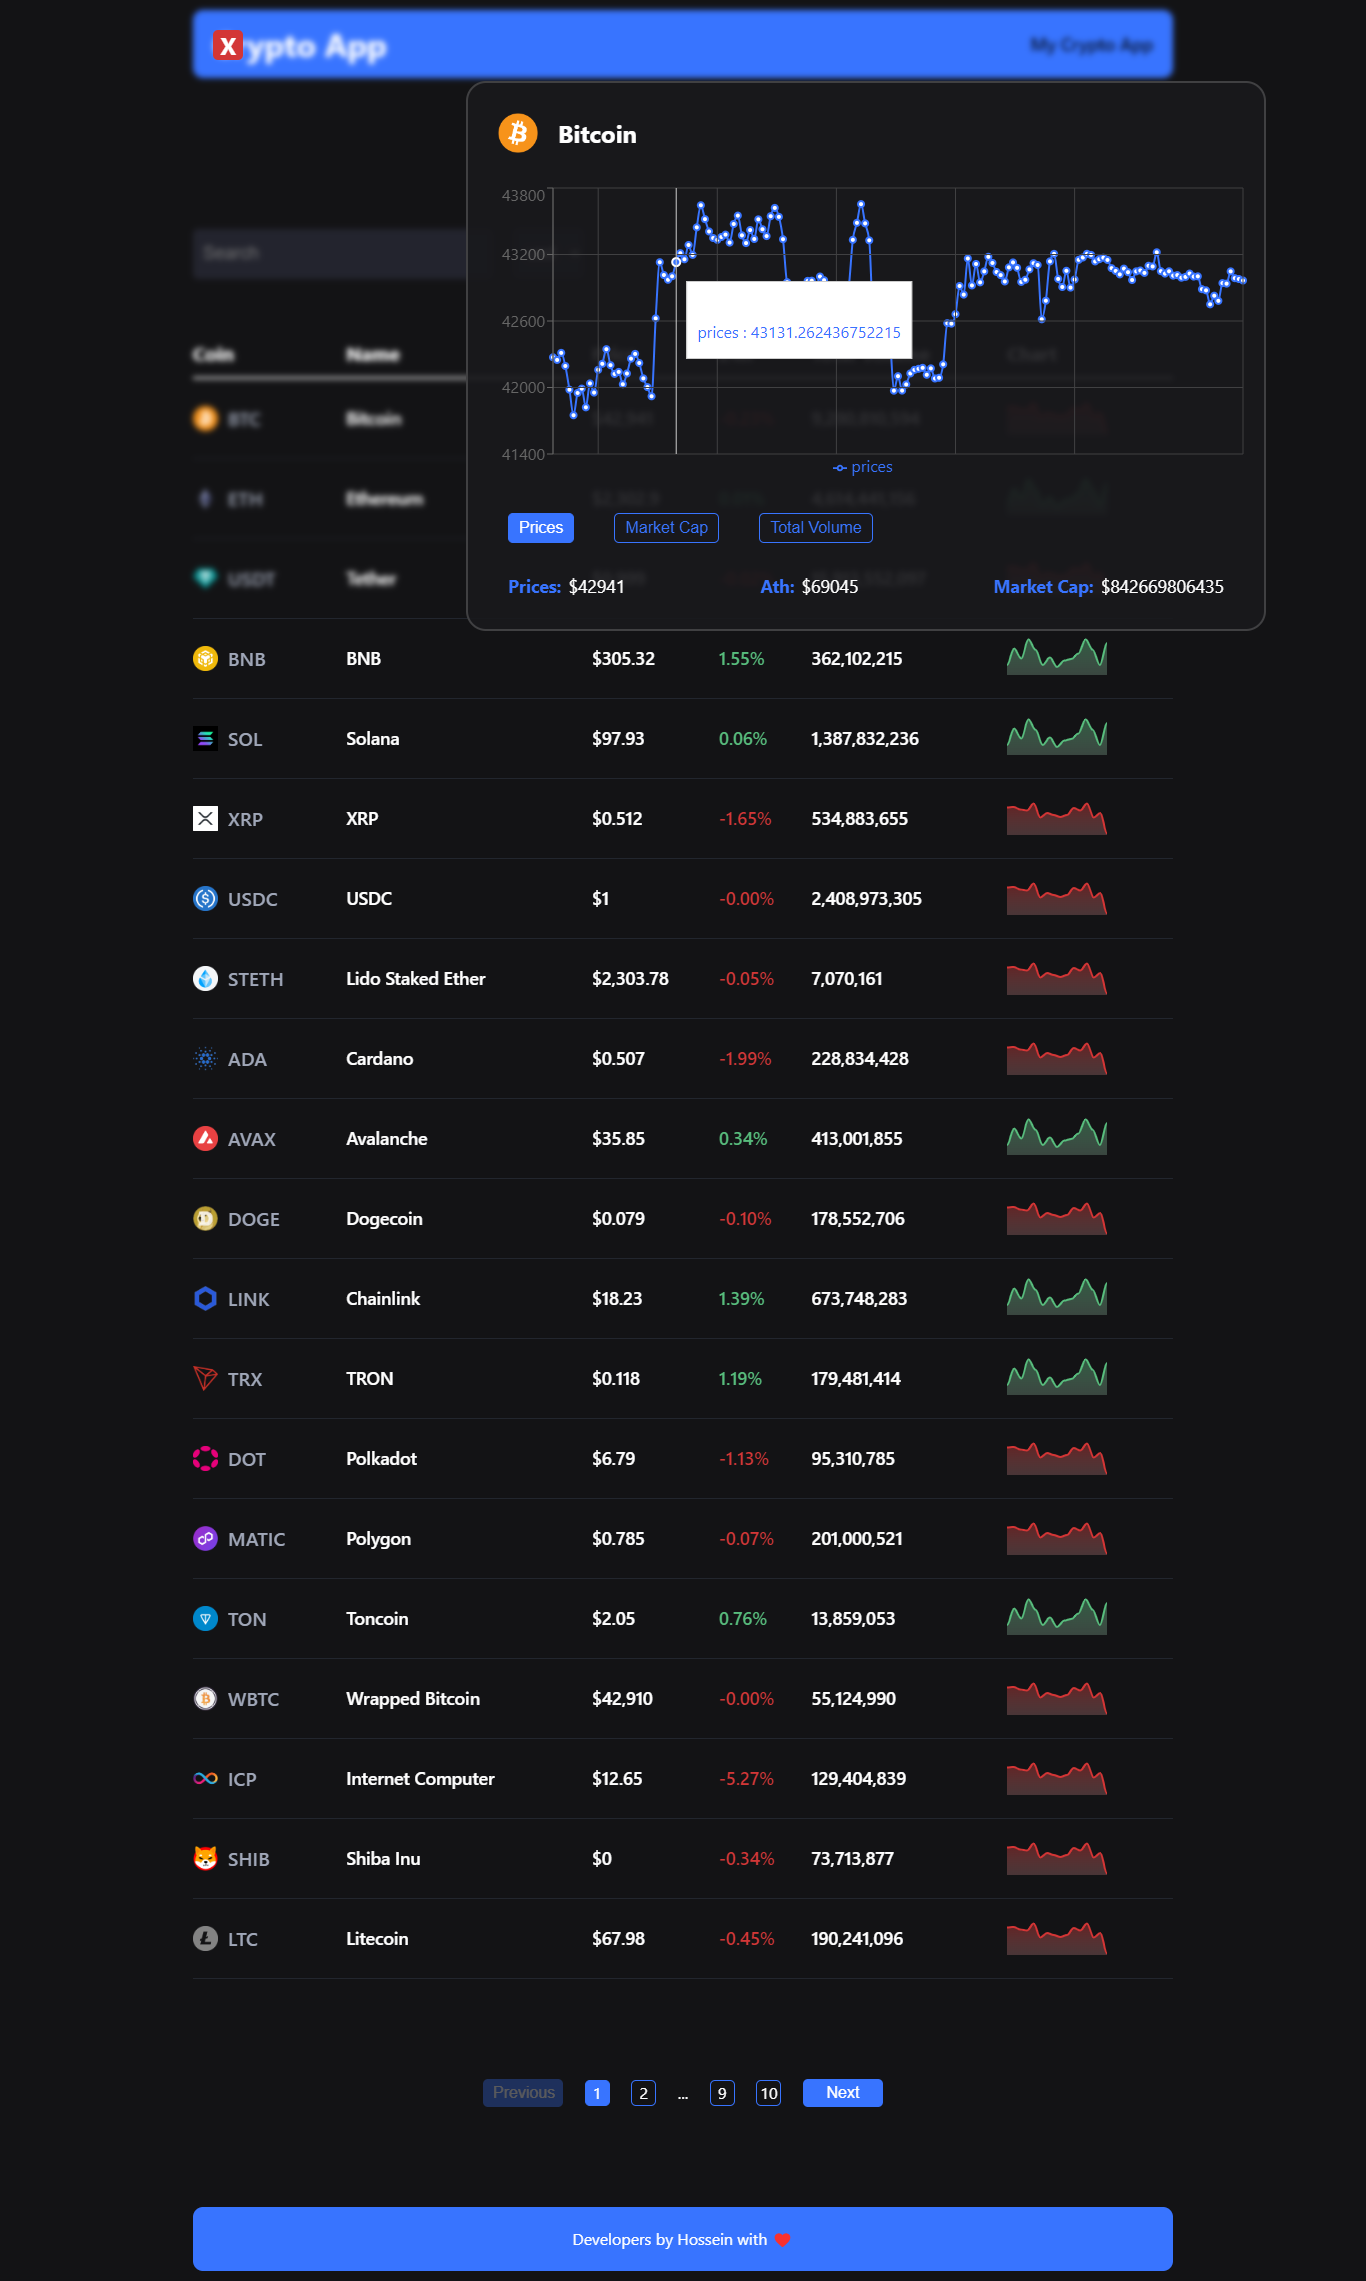 X
rypto App
My Crypto App
Bitcoin
43800
43200
42600
42000
41400
prices : 43131.262436752215
prices
Prices
Market Cap
Total Volume
Prices: $42941
Ath: $69045
Market Cap: $842669806435
Search
Coin
Name
Chart
BTC
Bitcoin
ETH
Ethereum
USDT
Tether
BNB
BNB
$305.32
1.55%
362,102,215
SOL
Solana
$97.93
0.06%
1,387,832,236
XRP
XRP
$0.512
-1.65%
534,883,655
USDC
USDC
$1
-0.00%
2,408,973,305
STETH
Lido Staked Ether
$2,303.78
-0.05%
7,070,161
ADA
Cardano
$0.507
-1.99%
228,834,428
AVAX
Avalanche
$35.85
0.34%
413,001,855
DOGE
Dogecoin
$0.079
-0.10%
178,552,706
LINK
Chainlink
$18.23
1.39%
673,748,283
TRX
TRON
$0.118
1.19%
179,481,414
DOT
Polkadot
$6.79
-1.13%
95,310,785
MATIC
Polygon
$0.785
-0.07%
201,000,521
TON
Toncoin
$2.05
0.76%
13,859,053
WBTC
Wrapped Bitcoin
$42,910
-0.00%
55,124,990
ICP
Internet Computer
$12.65
-5.27%
129,404,839
SHIB
Shiba Inu
$0
-0.34%
73,713,877
LTC
Litecoin
$67.98
-0.45%
190,241,096
Previous
1
2
...
9
10
Next
Developers by Hossein with ❤️